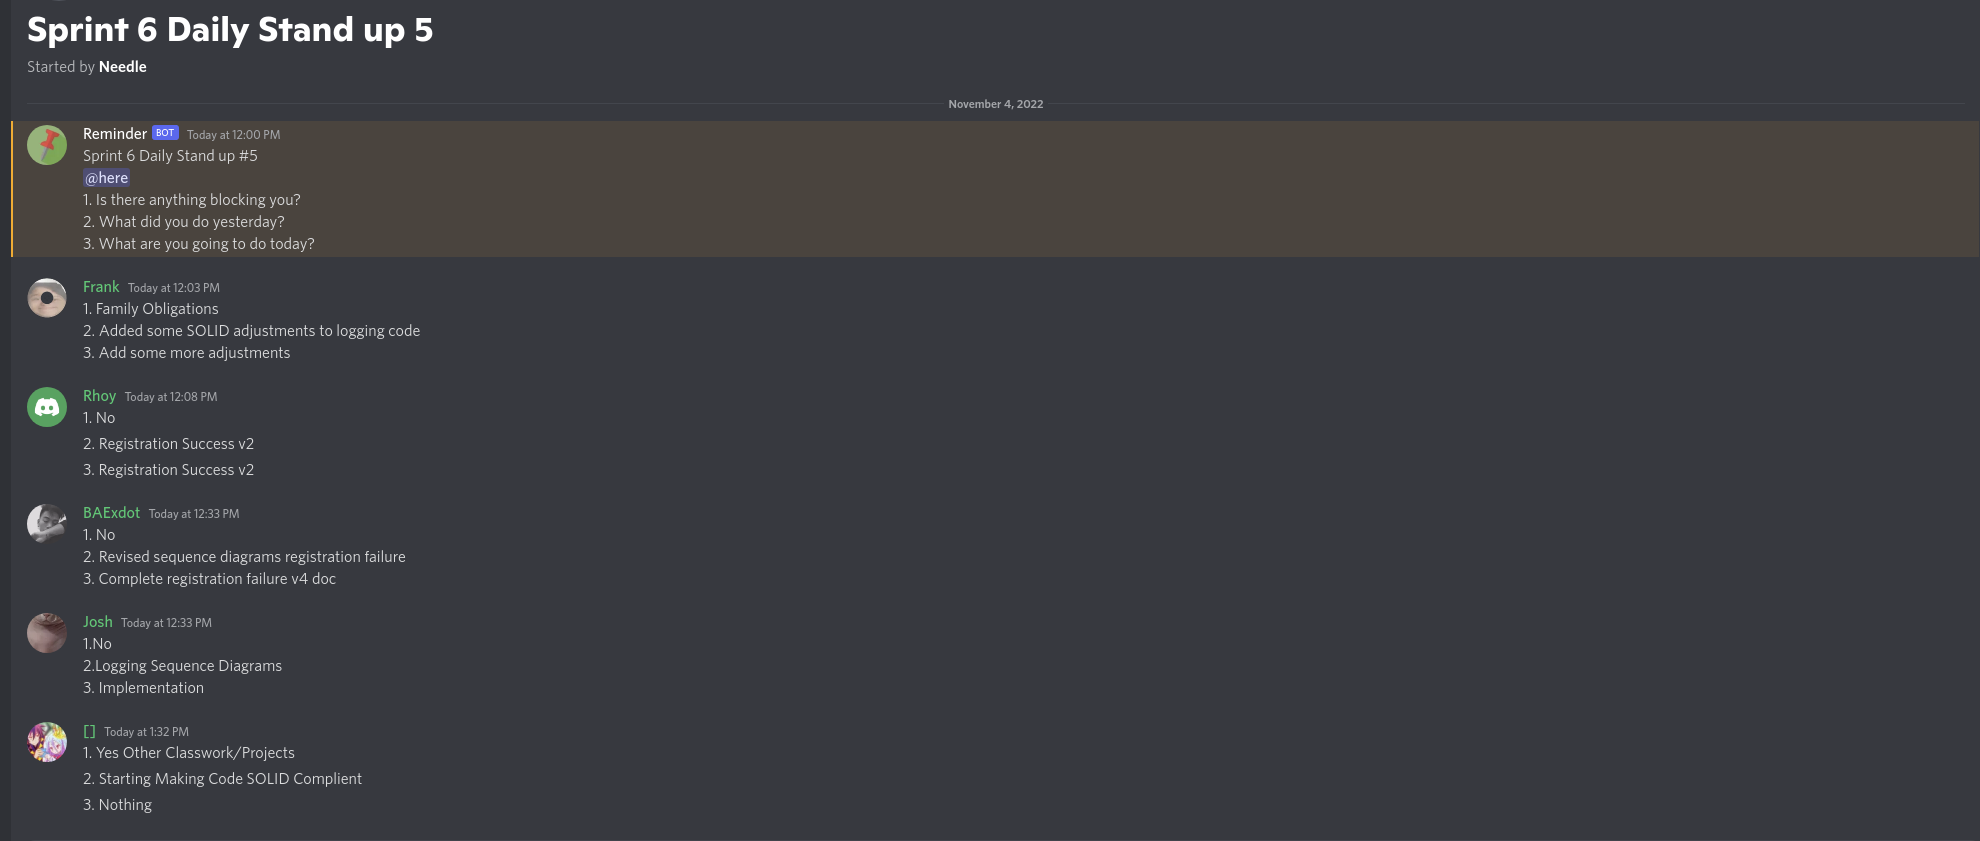 Sprint 6 Daily Stand up 5
Started by Needle
November 4, 2022
Reminder BOT Today at 12:00 PM
Sprint 6 Daily Stand up #5
@here
1. Is there anything blocking you?
2. What did you do yesterday?
3. What are you going to do today?
Frank Today at 12:03 PM
1. Family Obligations
2. Added some SOLID adjustments to logging code
3. Add some more adjustments
Rhoy Today at 12:08 PM
1. No
2. Registration Success v2
3. Registration Success v2
BAExdot Today at 12:33 PM
1. No
2. Revised sequence diagrams registration failure
3. Complete registration failure v4 doc
Josh Today at 12:33 PM
1.No
2.Logging Sequence Diagrams
3. Implementation
[] Today at 1:32 PM
1. Yes Other Classwork/Projects
2. Starting Making Code SOLID Complient
3. Nothing